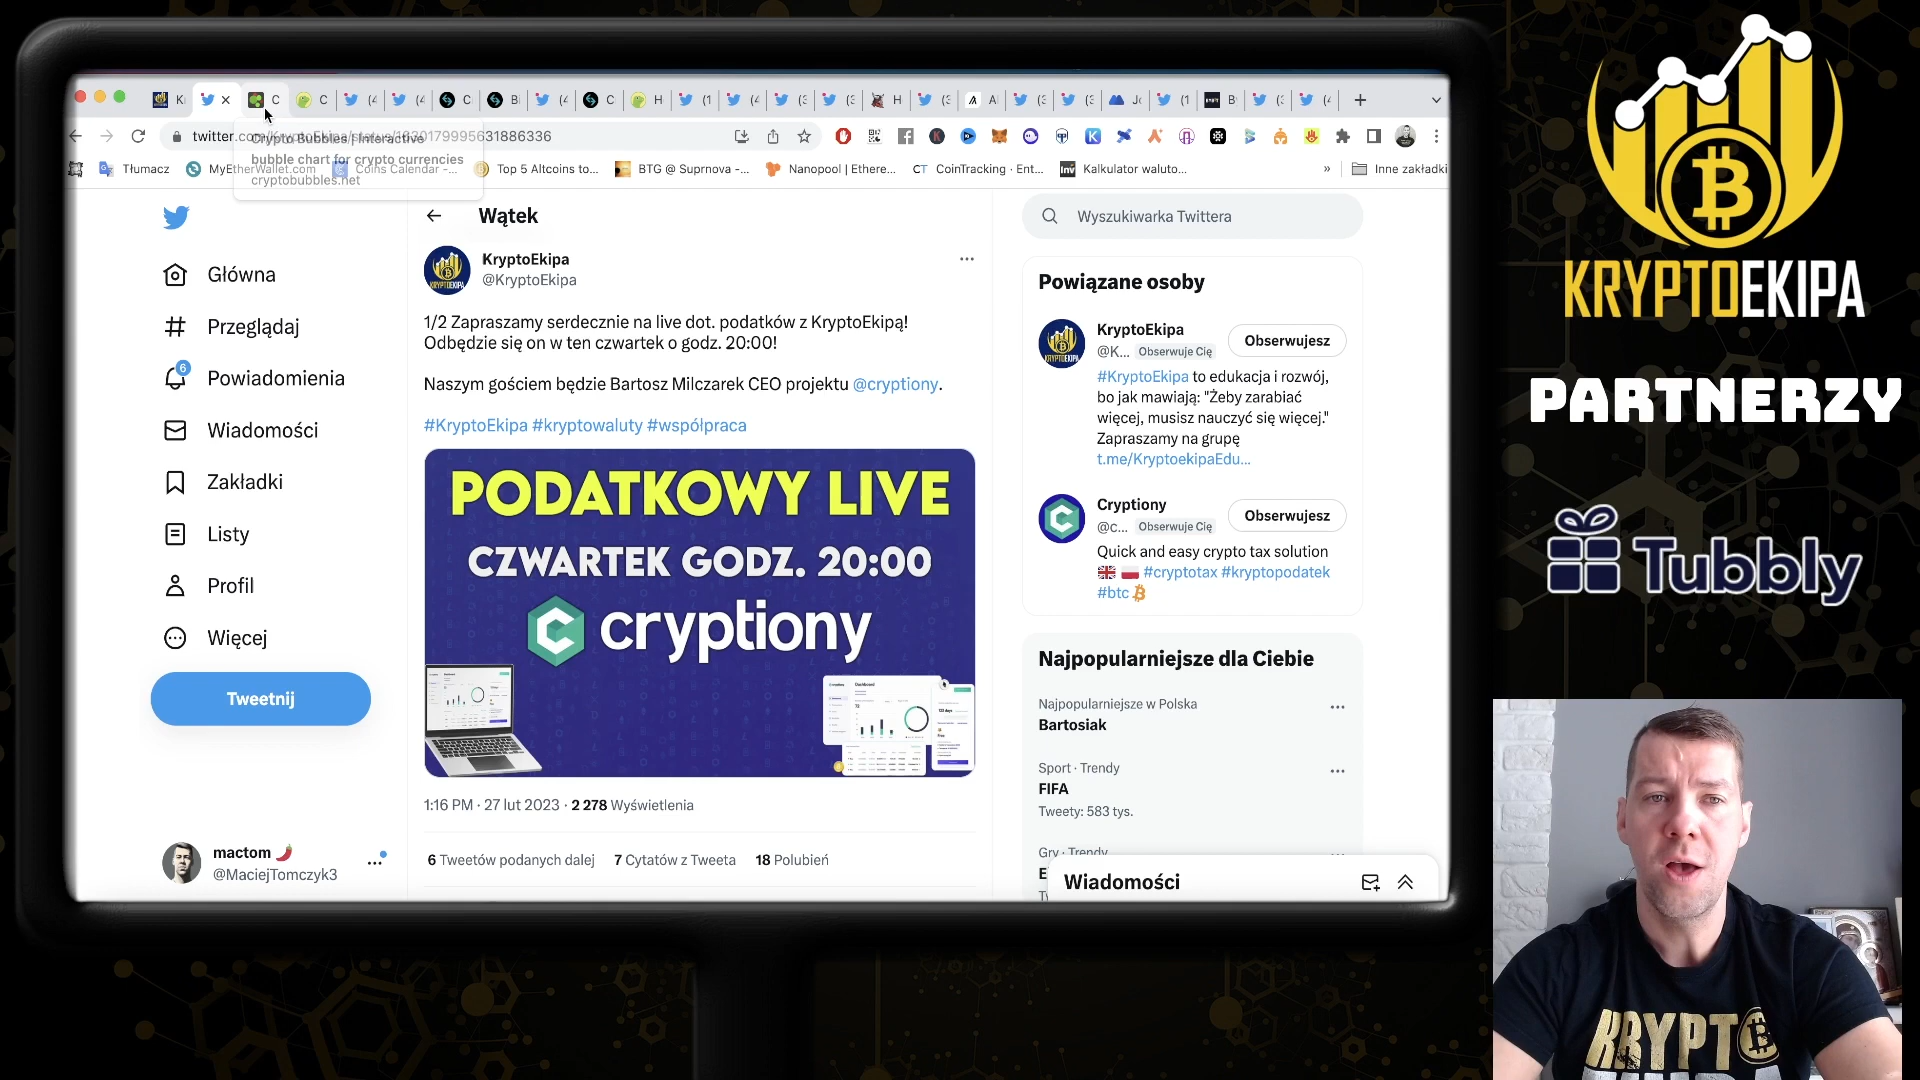 twitter.com/KryptoEkipa/status/1630179995631886336
Crypto Bubbles | Interactive
bubble chart for crypto currencies
cryptobubbles.net
Tłumacz
MyEtherWallet.com
Coins Calendar -...
Top 5 Altcoins to...
BTG @ Suprnova -...
Nanopool | Ethere...
CoinTracking · Ent...
Kalkulator waluto...
»
Inne zakładki
Główna
Przeglądaj
6
Powiadomienia
Wiadomości
Zakładki
Listy
Profil
Więcej
Tweetnij
mactom
@MaciejTomczyk3
Wątek
KryptoEkipa
@KryptoEkipa
1/2 Zapraszamy serdecznie na live dot. podatków z KryptoEkipą!
Odbędzie się on w ten czwartek o godz. 20:00!
Naszym gościem będzie Bartosz Milczarek CEO projektu @cryptiony.
#KryptoEkipa #kryptowaluty #współpraca
PODATKOWY LIVE
CZWARTEK GODZ. 20:00
cryptiony
1:16 PM · 27 lut 2023 · 2 278 Wyświetlenia
6 Tweetów podanych dalej 7 Cytatów z Tweeta 18 Polubień
Wyszukiwarka Twittera
Powiązane osoby
KryptoEkipa
@K... Obserwuje Cię
Obserwujesz
#KryptoEkipa to edukacja i rozwój,
bo jak mawiają: "Żeby zarabiać
więcej, musisz nauczyć się więcej."
Zapraszamy na grupę
t.me/KryptoekipaEdu...
Cryptiony
@c... Obserwuje Cię
Obserwujesz
Quick and easy crypto tax solution
#cryptotax #kryptopodatek
#btc
Najpopularniejsze dla Ciebie
Najpopularniejsze w Polska
Bartosiak
Sport · Trendy
FIFA
Tweety: 583 tys.
Gry · Trendy
Wiadomości
KRYPTOEKIPA
PARTNERZY
Tubbly
KRYPT